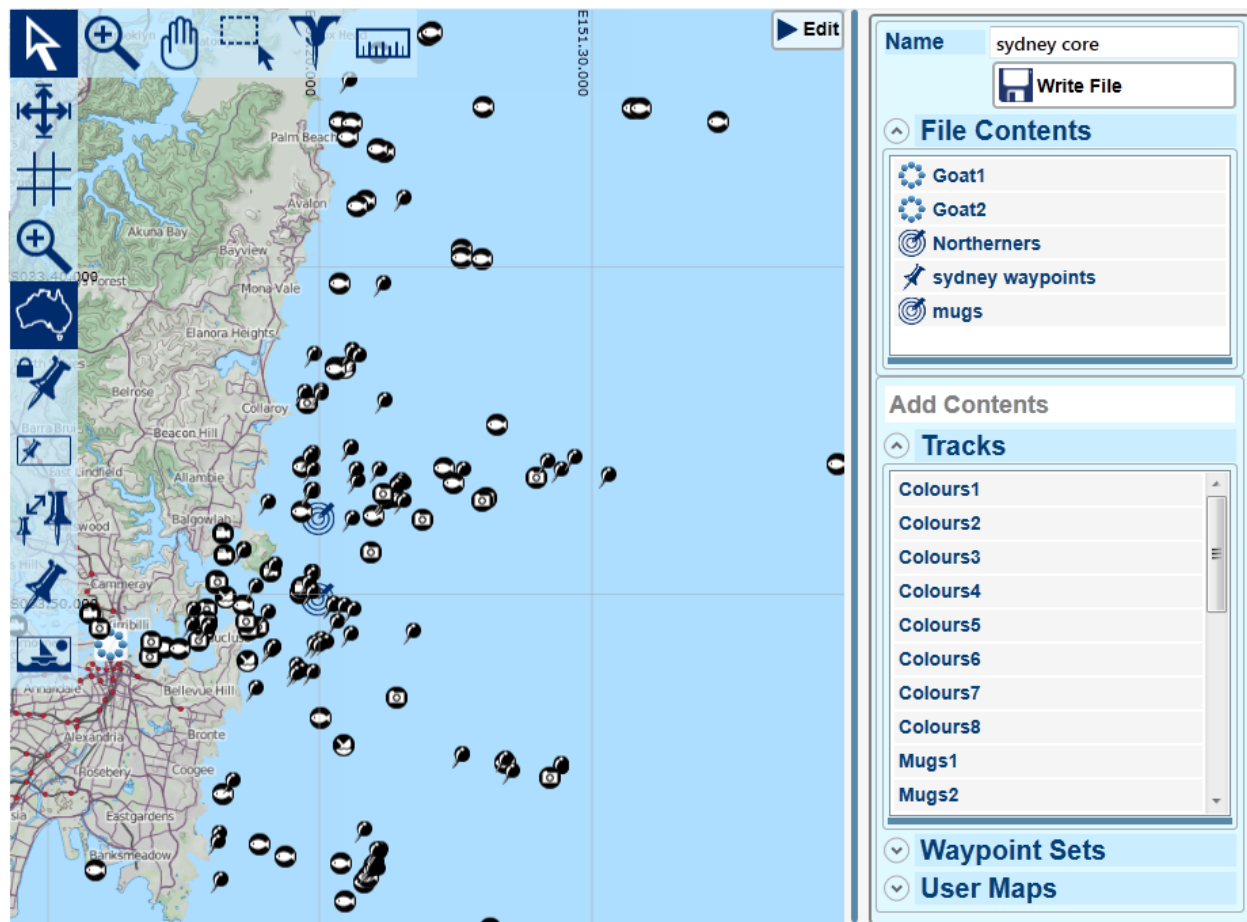 Edit
E151.30.000
Palm Beach
Avalon
Akuna Bay
Bayview
Mona Vale
Elanora Heights
Belrose
Collaroy
Beacon Hill
Allambie
Balgowlah
Cammeray
Bellevue Hill
Bronte
Alexandria
Rosebery
Coogee
Eastgardens
Banksmeadow
Name
sydney core
Write File
File Contents
Goat1
Goat2
Northerners
sydney waypoints
mugs
Add Contents
Tracks
Colours1
Colours2
Colours3
Colours4
Colours5
Colours6
Colours7
Colours8
Mugs1
Mugs2
Waypoint Sets
User Maps